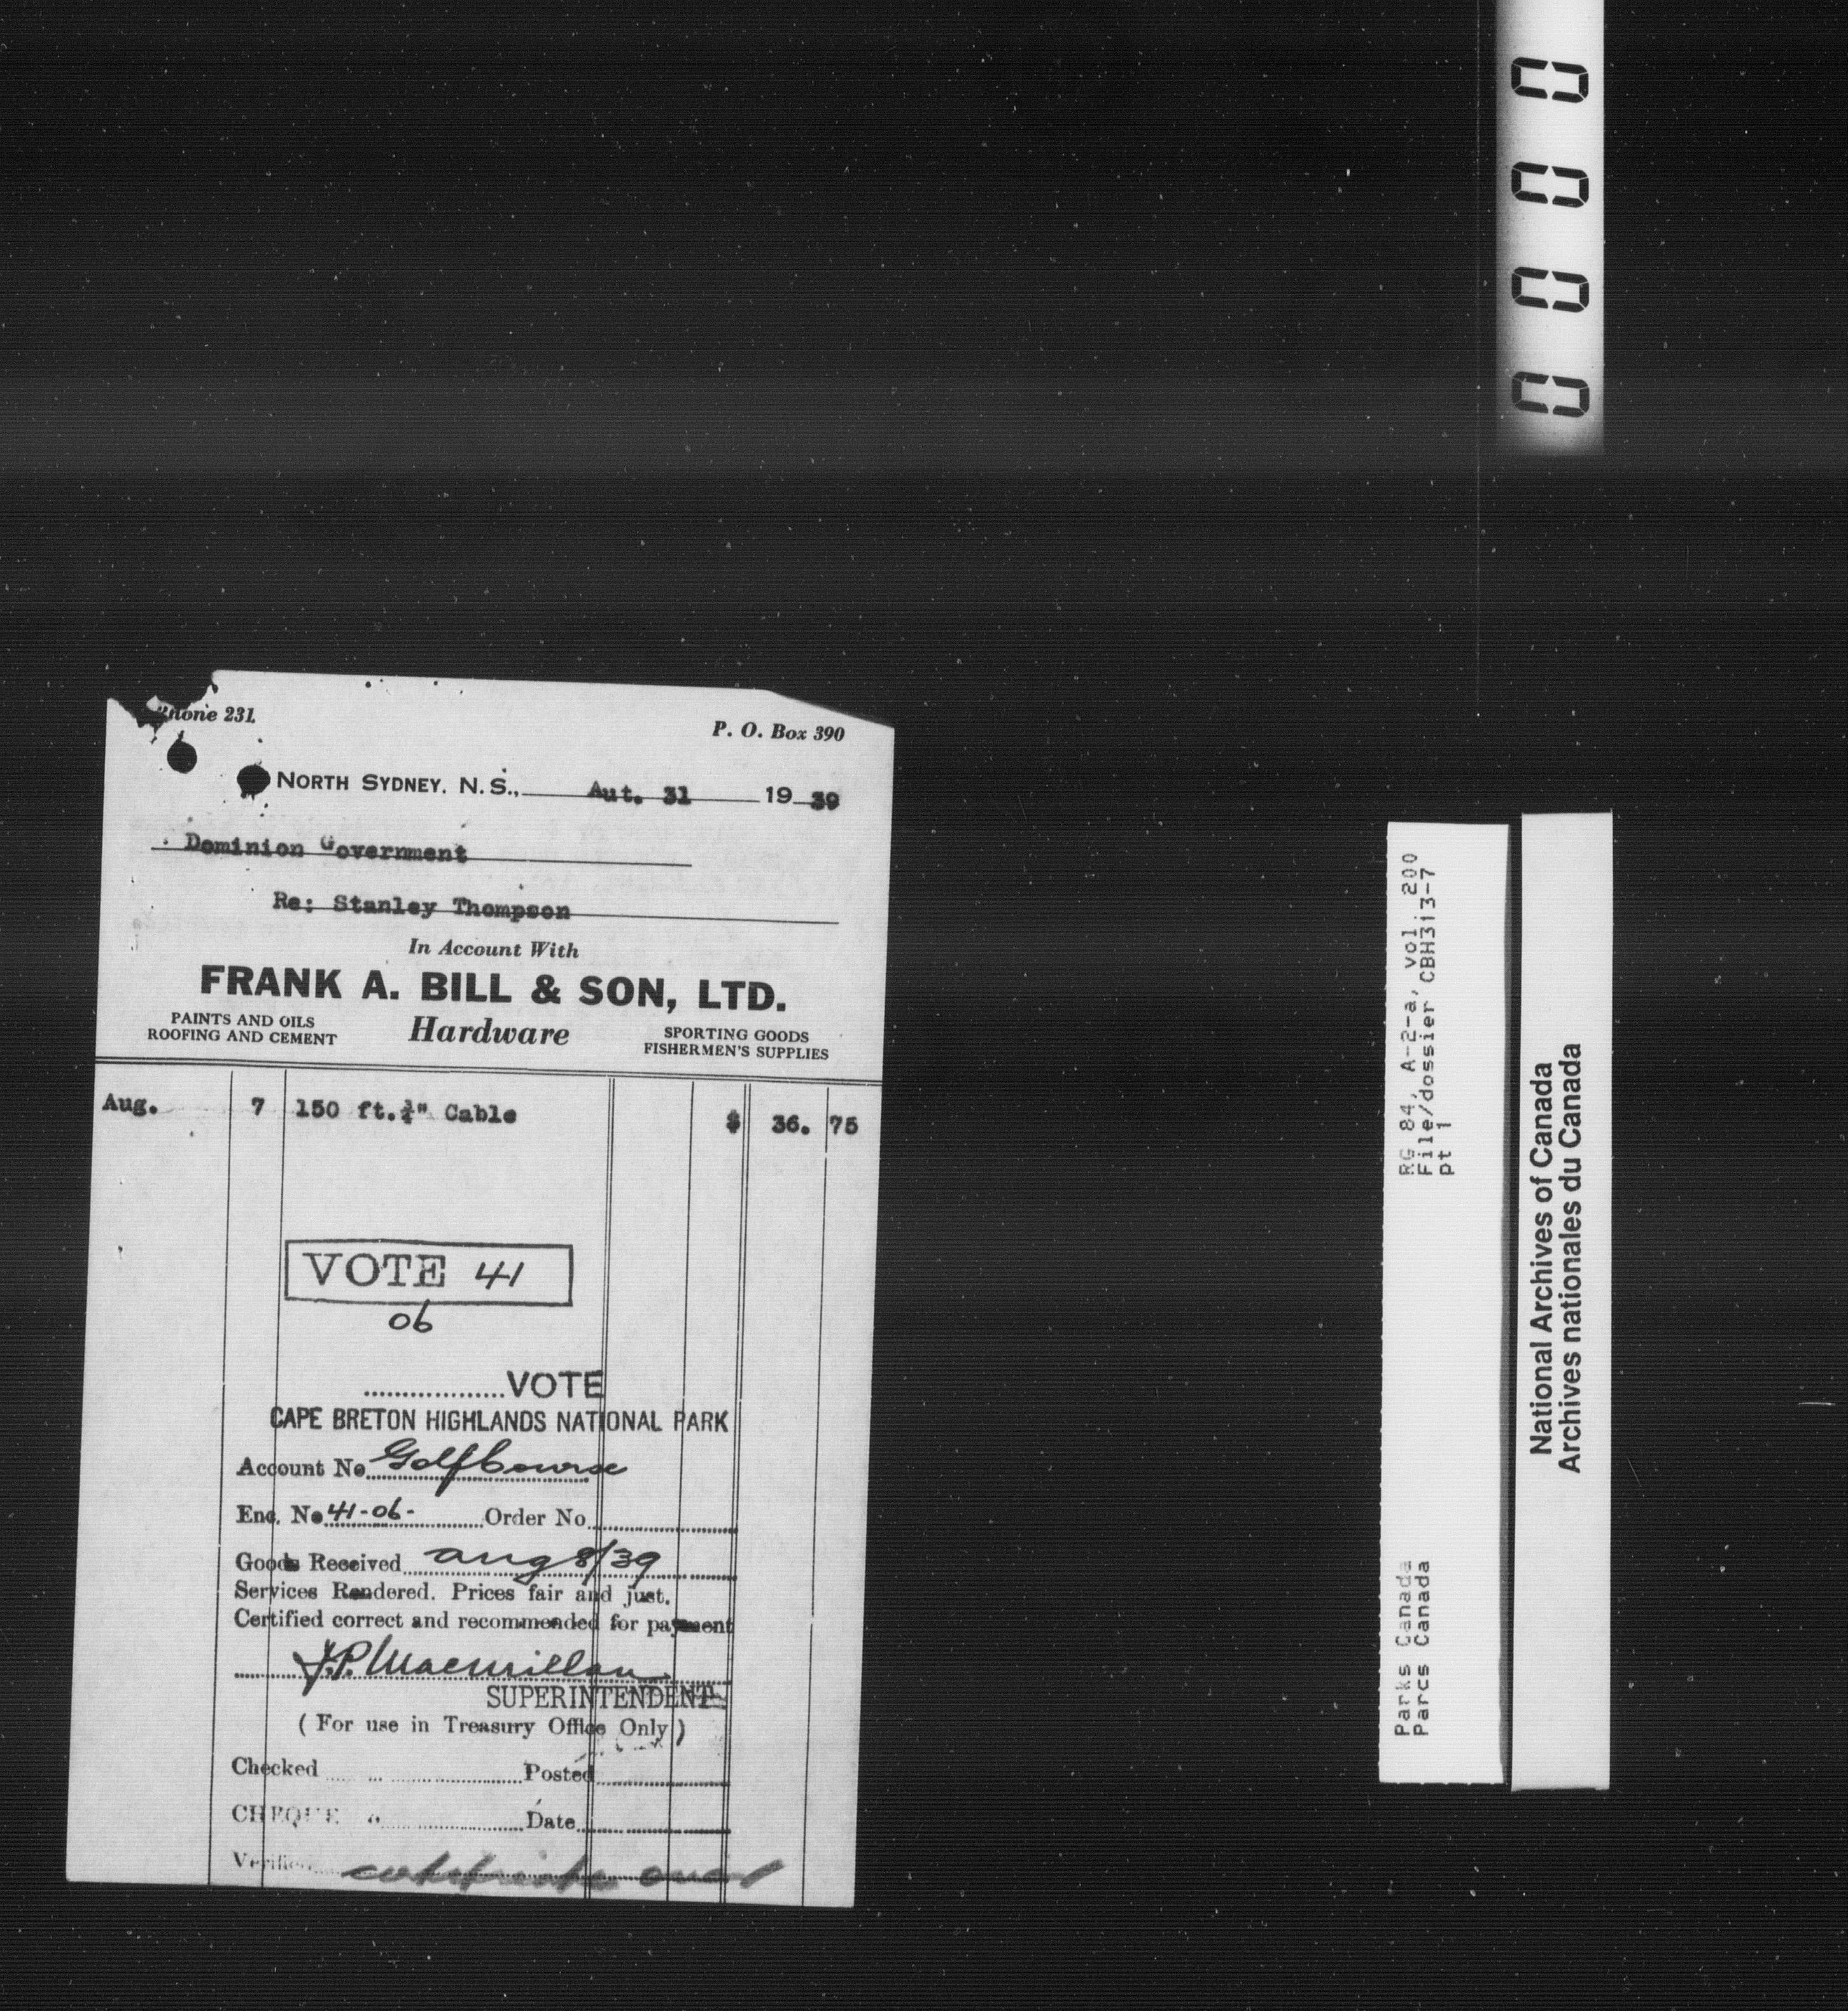 Phone 231
P. O. Box 390
NORTH SYDNEY, N.S., Aut. 31 19 39
Dominion Government
Re: Stanley Thompson
In Account With
FRANK A. BILL & SON, LTD.
PAINTS AND OILS
ROOFING AND CEMENT
Hardware
SPORTING GOODS
FISHERMEN'S SUPPLIES
Aug. 7 150 ft. ¾" Cable $ 36. 75
VOTE 41
06
VOTE
CAPE BRETON HIGHLANDS NATIONAL PARK
Account No Golf Course
Enc. No 41-06- Order No
Goods Received Aug 8/39
Services Rendered. Prices fair and just.
Certified correct and recommended for payment
J.P. Macmillan
SUPERINTENDENT
( For use in Treasury Office Only )
Checked Posted
CHEQUE Date
Verified over
0000
RG 84, A-2-a, vol. 200
File/dossier CBH313-7
pt 1
Parks Canada
Parcs Canada
National Archives of Canada
Archives nationales du Canada